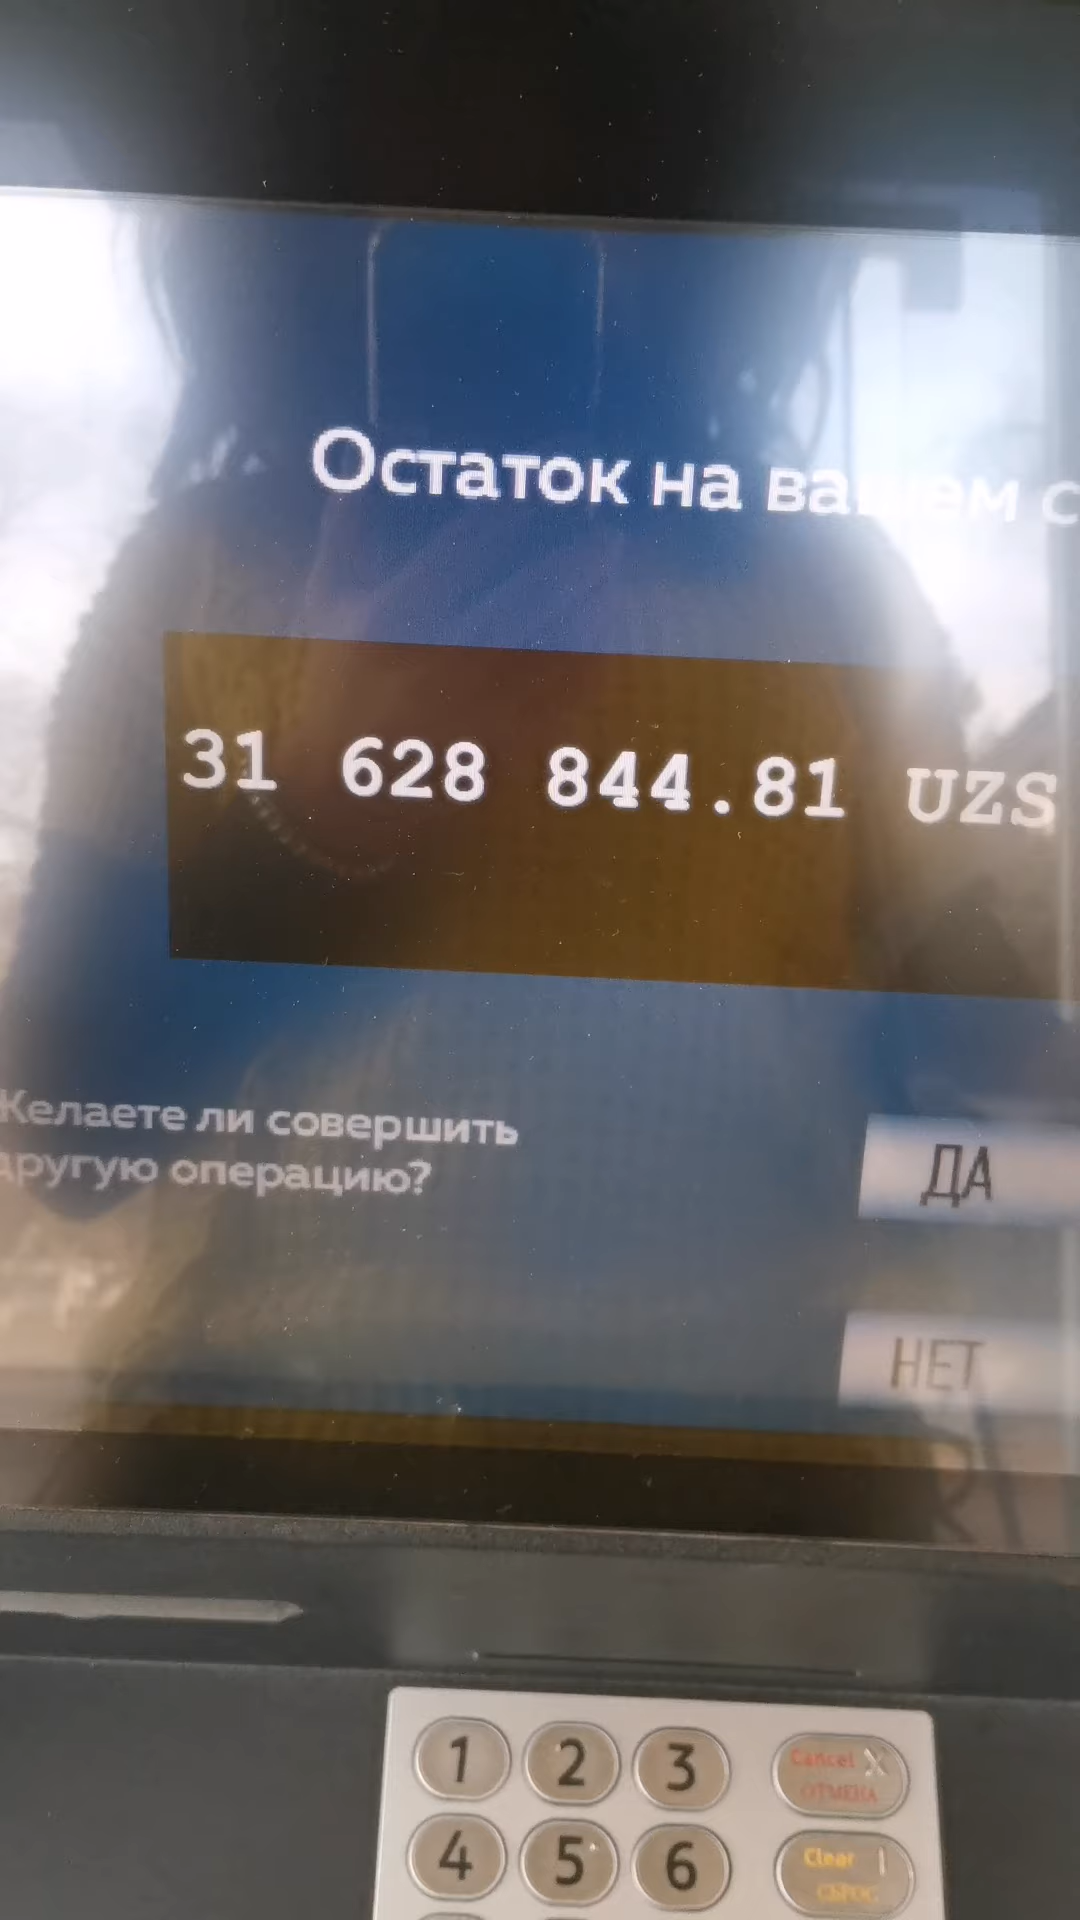 Остаток на вашем с
31 628 844.81 UZS
Желаете ли совершить
другую операцию?
ДА
НЕТ
1 2 3 Cancel X
ОТМЕНА
4 5 6 Clear |
СБРОС